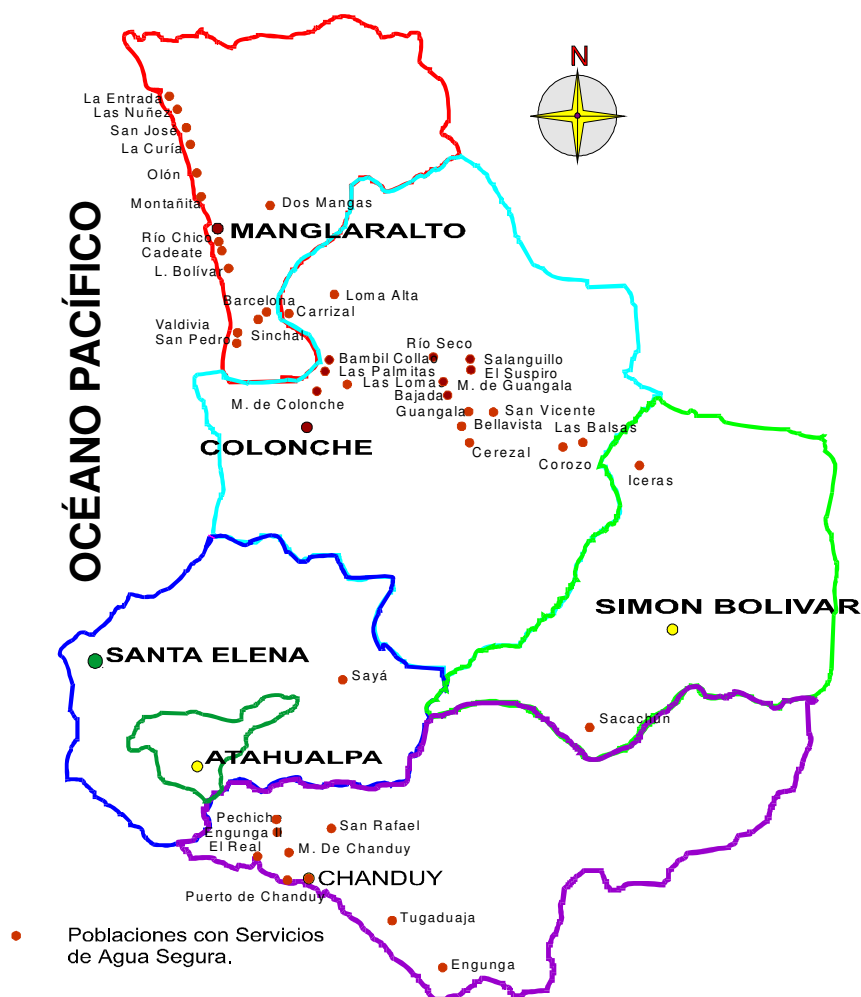 N
La Entrada
Las Nuñez
San José
La Curía
Olón
Montañita
Dos Mangas
MANGLARALTO
Río Chico
Cadeate
L. Bolívar
OCÉANO PACÍFICO
Loma Alta
Barcelona
Carrizal
Valdivia
Sinchal
San Pedro
Río Seco
Bambil Collao
Salanguillo
Las Palmitas
El Suspiro
Las Lomas
M. de Guangala
Bajada
M. de Colonche
Guangala
San Vicente
Bellavista
Las Balsas
COLONCHE
Cerezal
Corozo
Iceras
SIMON BOLIVAR
SANTA ELENA
Sayá
Sacachún
ATAHUALPA
Pechiche
San Rafael
Engunga II
El Real
M. De Chanduy
CHANDUY
Puerto de Chanduy
Tugaduaja
Poblaciones con Servicios
de Agua Segura.
Engunga